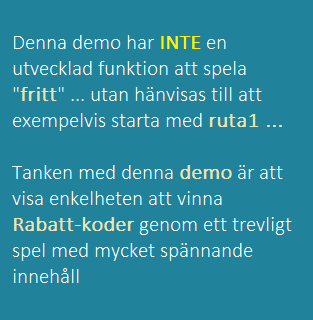 Denna demo har INTE en
utvecklad funktion att spela
"fritt" ... utan hänvisas till att
exempelvis starta med ruta1 ...
Tanken med denna demo är att
visa enkelheten att vinna
Rabatt-koder genom ett trevligt
spel med mycket spännande
innehåll